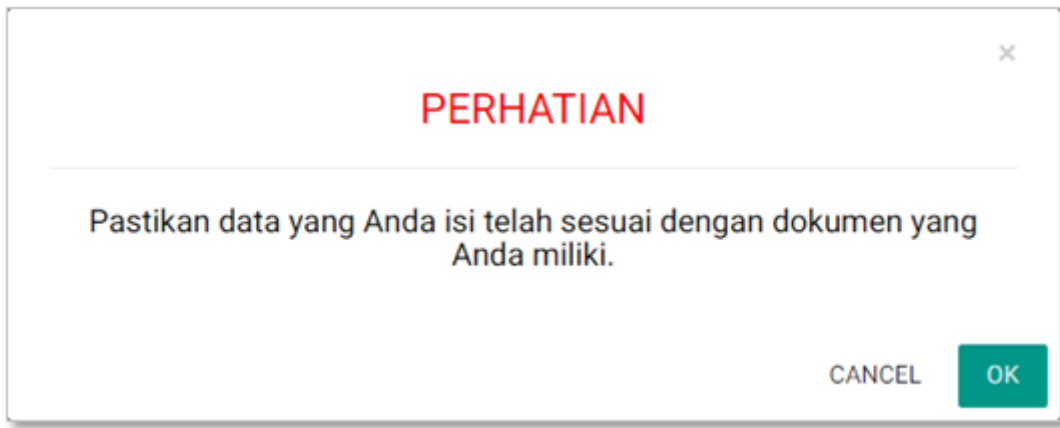 ×
PERHATIAN
Pastikan data yang Anda isi telah sesuai dengan dokumen yang
Anda miliki.
CANCEL
OK